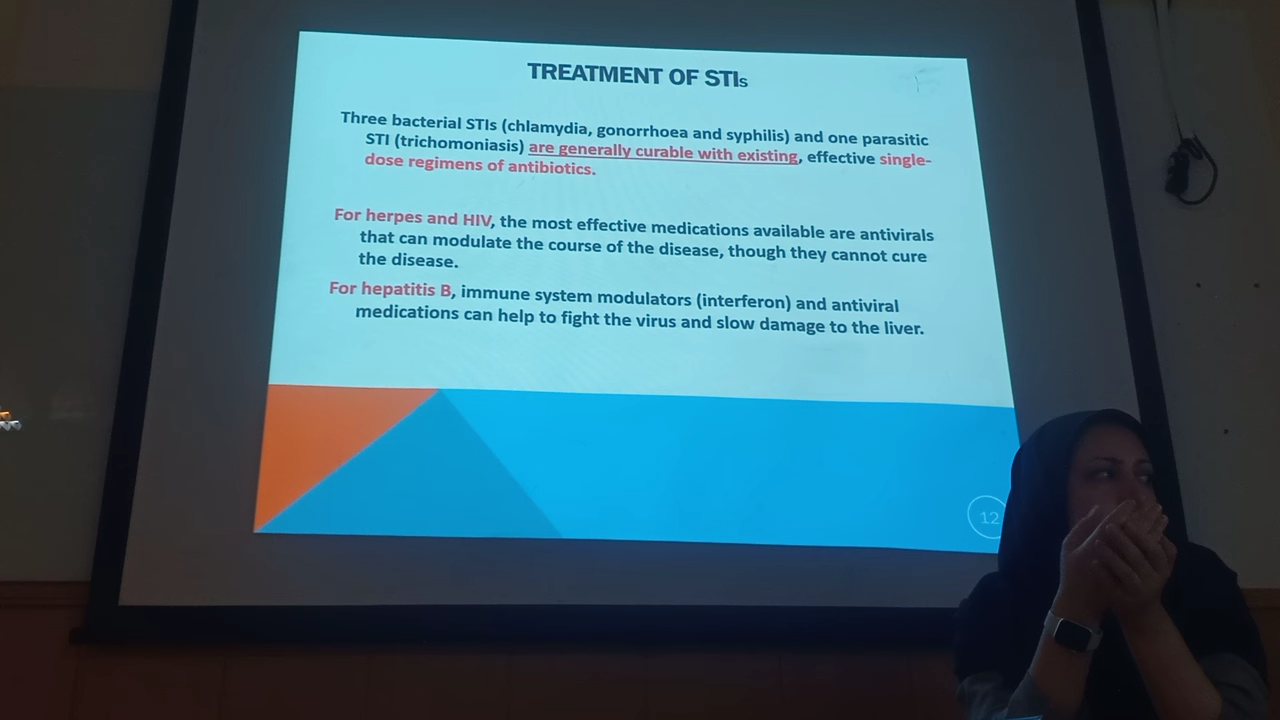 TREATMENT OF STIs
Three bacterial STIs (chlamydia, gonorrhoea and syphilis) and one parasitic
STI (trichomoniasis) are generally curable with existing, effective single-
dose regimens of antibiotics.
For herpes and HIV, the most effective medications available are antivirals
that can modulate the course of the disease, though they cannot cure
the disease.
For hepatitis B, immune system modulators (interferon) and antiviral
medications can help to fight the virus and slow damage to the liver.
12